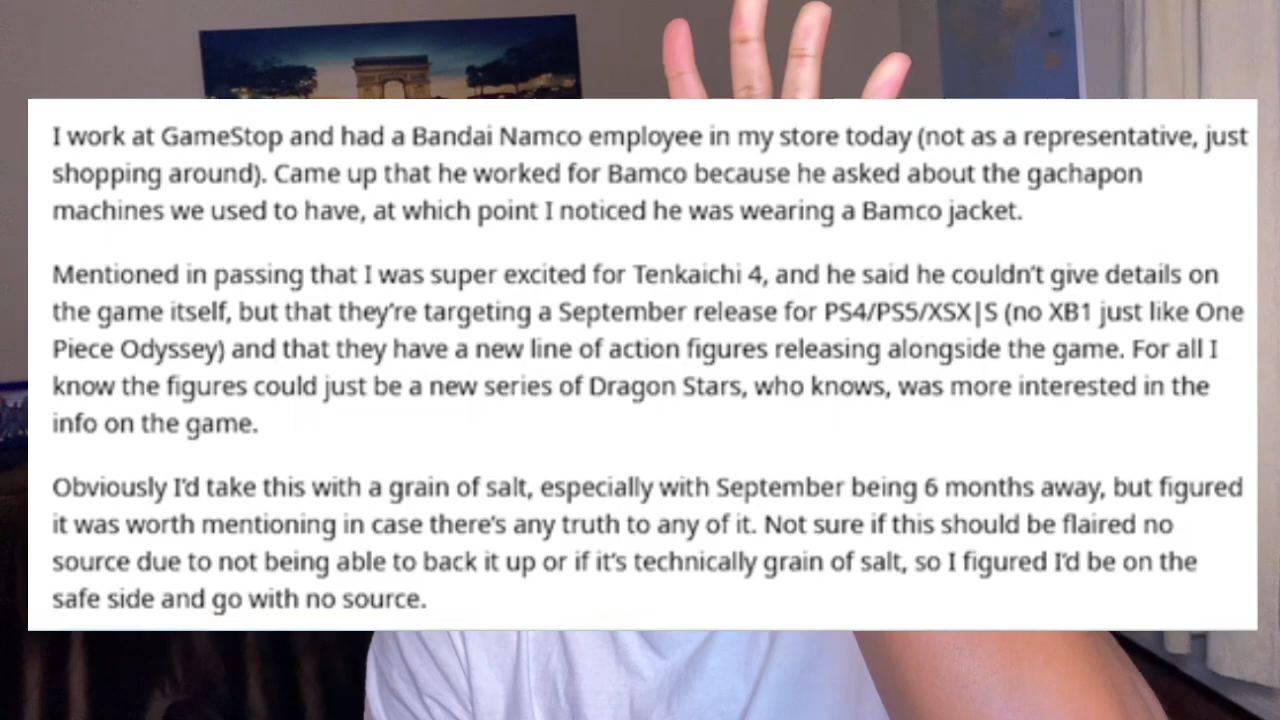 I work at GameStop and had a Bandai Namco employee in my store today (not as a representative, just
shopping around). Came up that he worked for Bamco because he asked about the gachapon
machines we used to have, at which point I noticed he was wearing a Bamco jacket.
Mentioned in passing that I was super excited for Tenkaichi 4, and he said he couldn't give details on
the game itself, but that they're targeting a September release for PS4/PS5/XSX|S (no XB1 just like One
Piece Odyssey) and that they have a new line of action figures releasing alongside the game. For all I
know the figures could just be a new series of Dragon Stars, who knows, was more interested in the
info on the game.
Obviously I'd take this with a grain of salt, especially with September being 6 months away, but figured
it was worth mentioning in case there's any truth to any of it. Not sure if this should be flaired no
source due to not being able to back it up or if it's technically grain of salt, so I figured I'd be on the
safe side and go with no source.